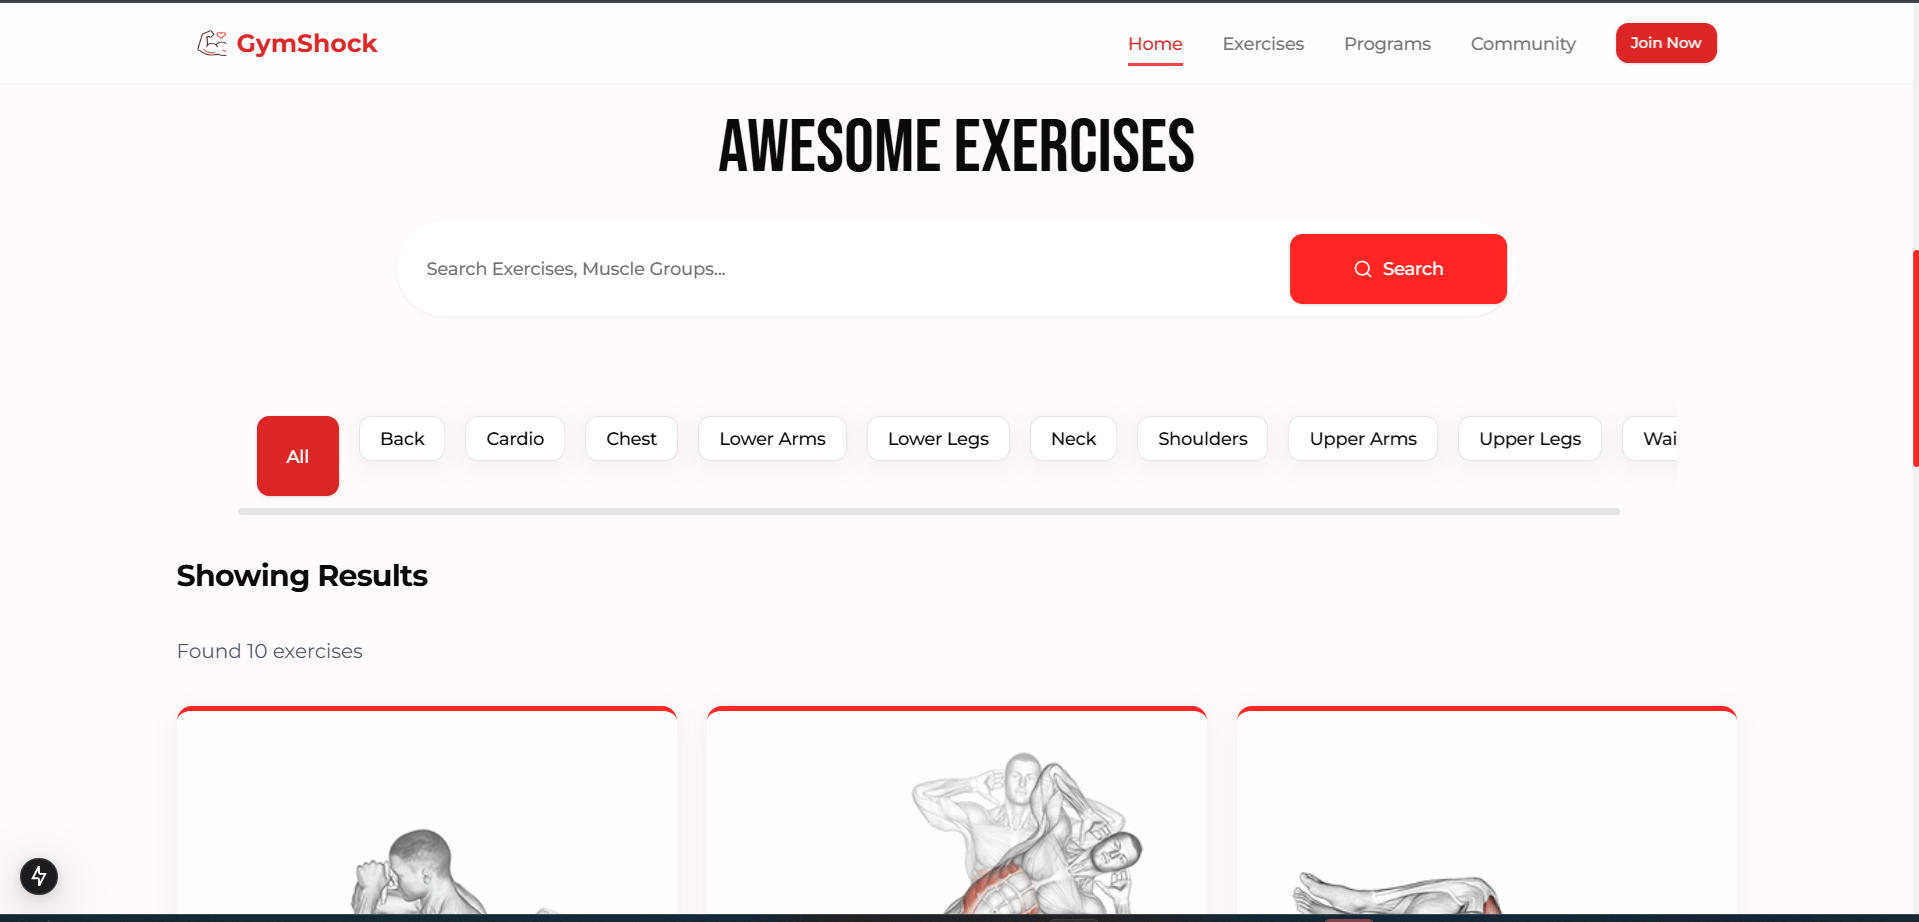 GymShock
Home Exercises Programs Community Join Now
AWESOME EXERCISES
Search Exercises, Muscle Groups... Search
All Back Cardio Chest Lower Arms Lower Legs Neck Shoulders Upper Arms Upper Legs Wai
Showing Results
Found 10 exercises